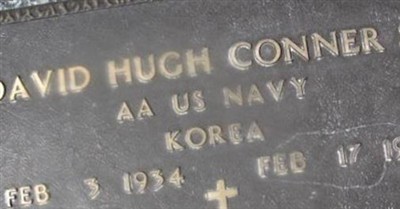 DAVID HUGH CONNER
AA US NAVY
KOREA
FEB 3 1934 FEB 17